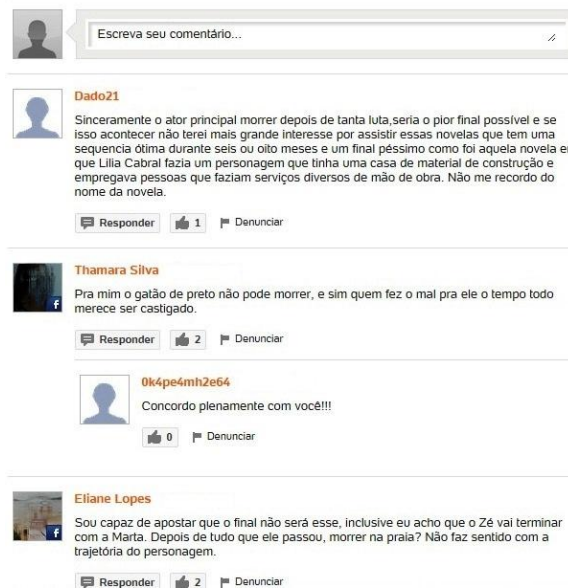 Escreva seu comentário...
Dado21
Sinceramente o ator principal morrer depois de tanta luta,seria o pior final possível e se
isso acontecer não terei mais grande interesse por assistir essas novelas que tem uma
sequencia ótima durante seis ou oito meses e um final péssimo como foi aquela novela e
que Lilia Cabral fazia um personagem que tinha uma casa de material de construção e
empregava pessoas que faziam serviços diversos de mão de obra. Não me recordo do
nome da novela.
Responder 1 Denunciar
Thamara Silva
Pra mim o gatão de preto não pode morrer, e sim quem fez o mal pra ele o tempo todo
merece ser castigado.
f
Responder 2 Denunciar
0k4pe4mh2e64
Concordo plenamente com você!!!
0 Denunciar
Eliane Lopes
Sou capaz de apostar que o final não será esse, inclusive eu acho que o Zé vai terminar
com a Marta. Depois de tudo que ele passou, morrer na praia? Não faz sentido com a
trajetória do personagem.
f
Responder 2 Denunciar